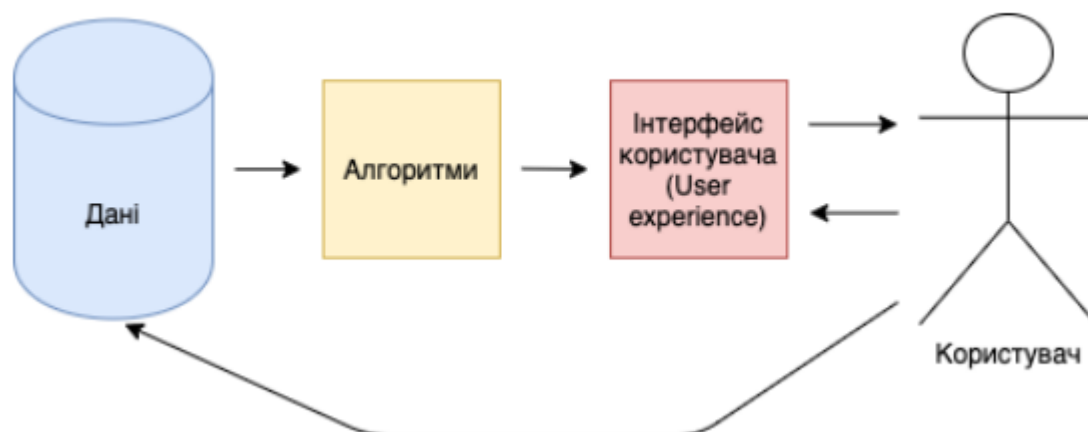 Дані
Алгоритми
Інтерфейс
користувача
(User
experience)
Користувач